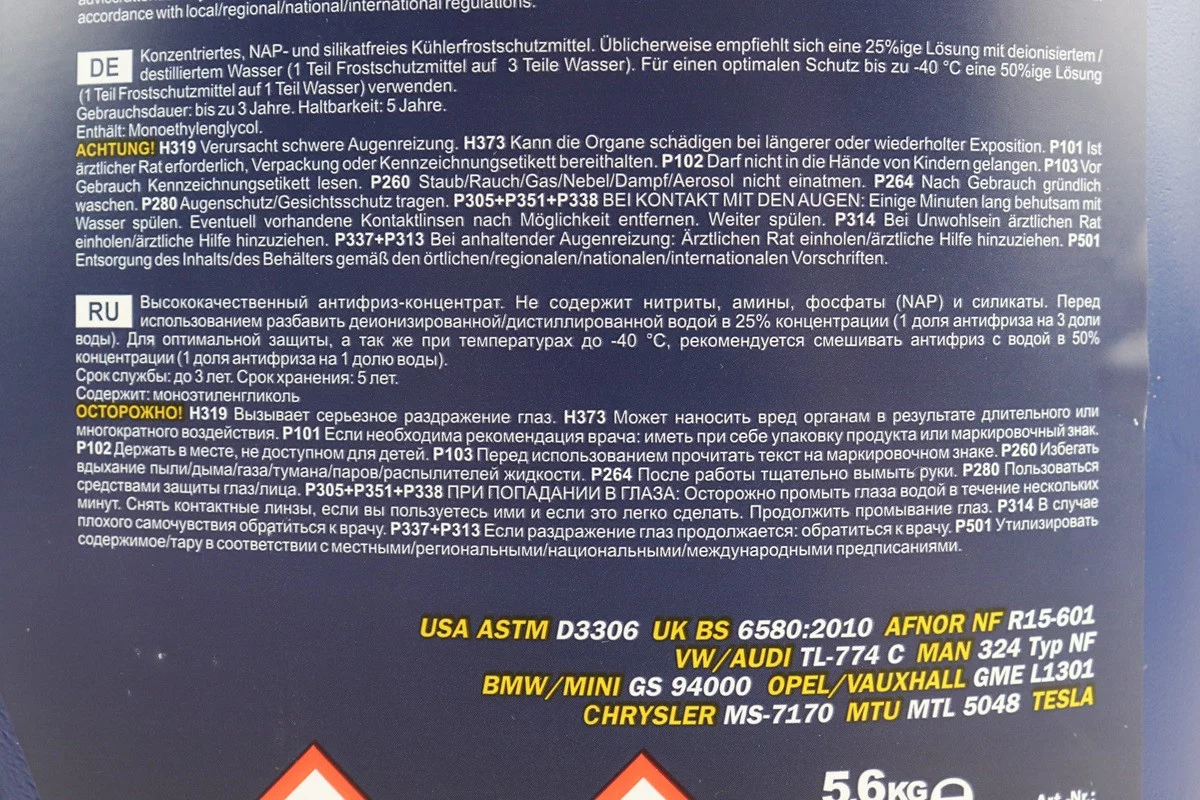 accordance with local/regional/national/international regulations.
DE Konzentriertes, NAP- und silikatfreies Kühlerfrostschutzmittel. Üblicherweise empfiehlt sich eine 25%ige Lösung mit deionisiertem/
destilliertem Wasser (1 Teil Frostschutzmittel auf 3 Teile Wasser). Für einen optimalen Schutz bis zu -40 °C eine 50%ige Lösung
(1 Teil Frostschutzmittel auf 1 Teil Wasser) verwenden.
Gebrauchsdauer: bis zu 3 Jahre. Haltbarkeit: 5 Jahre.
Enthält: Monoethylenglycol.
ACHTUNG! H319 Verursacht schwere Augenreizung. H373 Kann die Organe schädigen bei längerer oder wiederholter Exposition. P101 Ist
ärztlicher Rat erforderlich, Verpackung oder Kennzeichnungsetikett bereithalten. P102 Darf nicht in die Hände von Kindern gelangen. P103 Vor
Gebrauch Kennzeichnungsetikett lesen. P260 Staub/Rauch/Gas/Nebel/Dampf/Aerosol nicht einatmen. P264 Nach Gebrauch gründlich
waschen. P280 Augenschutz/Gesichtsschutz tragen. P305+P351+P338 BEI KONTAKT MIT DEN AUGEN: Einige Minuten lang behutsam mit
Wasser spülen. Eventuell vorhandene Kontaktlinsen nach Möglichkeit entfernen. Weiter spülen. P314 Bei Unwohlsein ärztlichen Rat
einholen/ärztliche Hilfe hinzuziehen. P337+P313 Bei anhaltender Augenreizung: Ärztlichen Rat einholen/ärztliche Hilfe hinzuziehen. P501
Entsorgung des Inhalts/des Behälters gemäß den örtlichen/regionalen/nationalen/internationalen Vorschriften.
RU Высококачественный антифриз-концентрат. Не содержит нитриты, амины, фосфаты (NAP) и силикаты. Перед
использованием разбавить деионизированной/дистиллированной водой в 25% концентрации (1 доля антифриза на 3 доли
воды). Для оптимальной защиты, а так же при температурах до -40 °C, рекомендуется смешивать антифриз с водой в 50%
концентрации (1 доля антифриза на 1 долю воды).
Срок службы: до 3 лет. Срок хранения: 5 лет.
Содержит: моноэтиленгликоль
ОСТОРОЖНО! H319 Вызывает серьезное раздражение глаз. H373 Может наносить вред органам в результате длительного или
многократного воздействия. P101 Если необходима рекомендация врача: иметь при себе упаковку продукта или маркировочный знак.
P102 Держать в месте, не доступном для детей. P103 Перед использованием прочитать текст на маркировочном знаке. P260 Избегать
вдыхание пыли/дыма/газа/тумана/паров/распылителей жидкости. P264 После работы тщательно вымыть руки. P280 Пользоваться
средствами защиты глаз/лица. P305+P351+P338 ПРИ ПОПАДАНИИ В ГЛАЗА: Осторожно промыть глаза водой в течение нескольких
минут. Снять контактные линзы, если вы пользуетесь ими и если это легко сделать. Продолжить промывание глаз. P314 В случае
плохого самочувствия обратиться к врачу. P337+P313 Если раздражение глаз продолжается: обратиться к врачу. P501 Утилизировать
содержимое/тару в соответствии с местными/региональными/национальными/международными предписаниями.
USA ASTM D3306 UK BS 6580:2010 AFNOR NF R15-601
VW/AUDI TL-774 C MAN 324 Typ NF
BMW/MINI GS 94000 OPEL/VAUXHALL GME L1301
CHRYSLER MS-7170 MTU MTL 5048 TESLA
5.6KG ℮
Art.-Nr.: